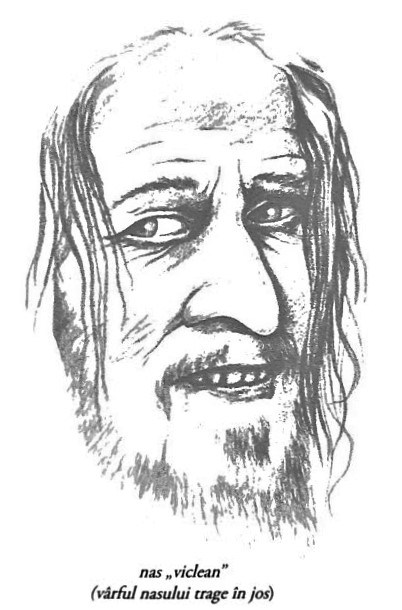 nas „viclean”
(vârful nasului trage în jos)